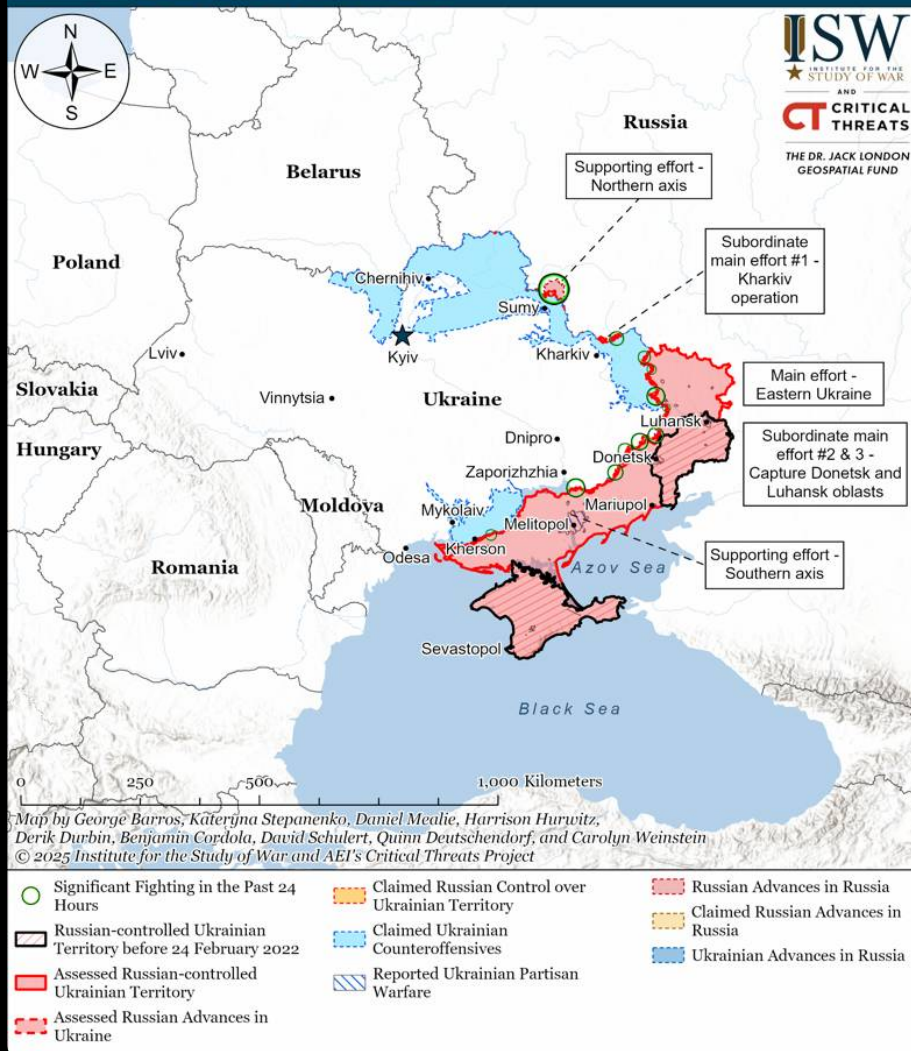 N
W
E
S
ISW
INSTITUTE FOR THE
STUDY OF WAR
AND
CT CRITICAL
THREATS
THE DR. JACK LONDON
GEOSPATIAL FUND
Russia
Supporting effort -
Northern axis
Belarus
Subordinate
main effort #1 -
Kharkiv
operation
Poland
Chernihiv
Sumy
Lviv
Kyiv
Kharkiv
Slovakia
Main effort -
Eastern Ukraine
Vinnytsia
Ukraine
Luhansk
Hungary
Dnipro
Donetsk
Subordinate main
effort #2 & 3 -
Capture Donetsk and
Luhansk oblasts
Zaporizhzhia
Moldova
Mykolaiv
Mariupol
Melitopol
Kherson
Odesa
Romania
Azov Sea
Supporting effort -
Southern axis
Sevastopol
Black Sea
0
250
500
1,000 Kilometers
Map by George Barros, Kateryna Stepanenko, Daniel Mealie, Harrison Hurwitz,
Derik Durbin, Benjamin Cordola, David Schulert, Quinn Deutschendorf, and Carolyn Weinstein
© 2025 Institute for the Study of War and AEI's Critical Threats Project
Significant Fighting in the Past 24
Hours
Russian-controlled Ukrainian
Territory before 24 February 2022
Assessed Russian-controlled
Ukrainian Territory
Assessed Russian Advances in
Ukraine
Claimed Russian Control over
Ukrainian Territory
Claimed Ukrainian
Counteroffensives
Reported Ukrainian Partisan
Warfare
Russian Advances in Russia
Claimed Russian Advances in
Russia
Ukrainian Advances in Russia